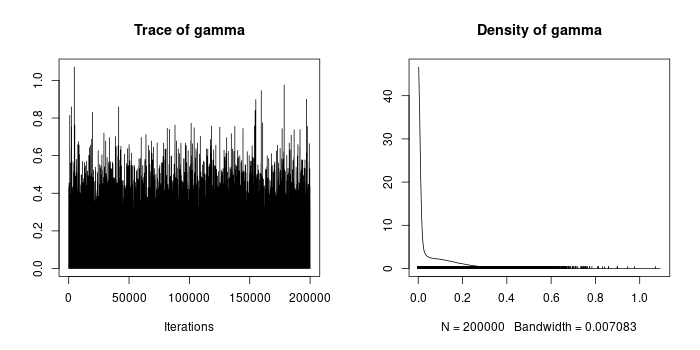 Trace of gamma
1.0
0.8
0.6
0.4
0.2
0.0
0 50000 100000 150000 200000
Iterations
Density of gamma
40
30
20
10
0
0.0 0.2 0.4 0.6 0.8 1.0
N = 200000 Bandwidth = 0.007083